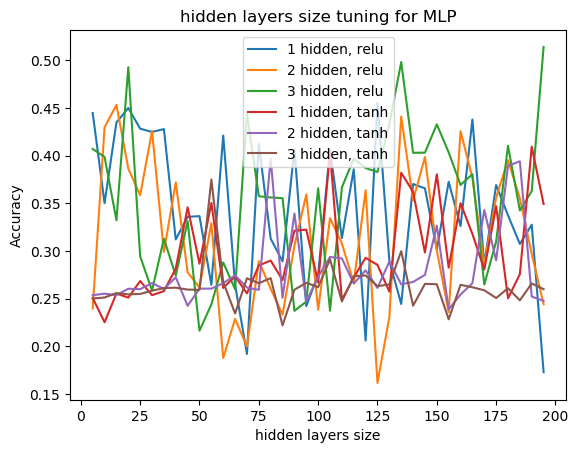 hidden layers size tuning for MLP
Accuracy
0.50
0.45
0.40
0.35
0.30
0.25
0.20
0.15
1 hidden, relu
2 hidden, relu
3 hidden, relu
1 hidden, tanh
2 hidden, tanh
3 hidden, tanh
0 25 50 75 100 125 150 175 200
hidden layers size